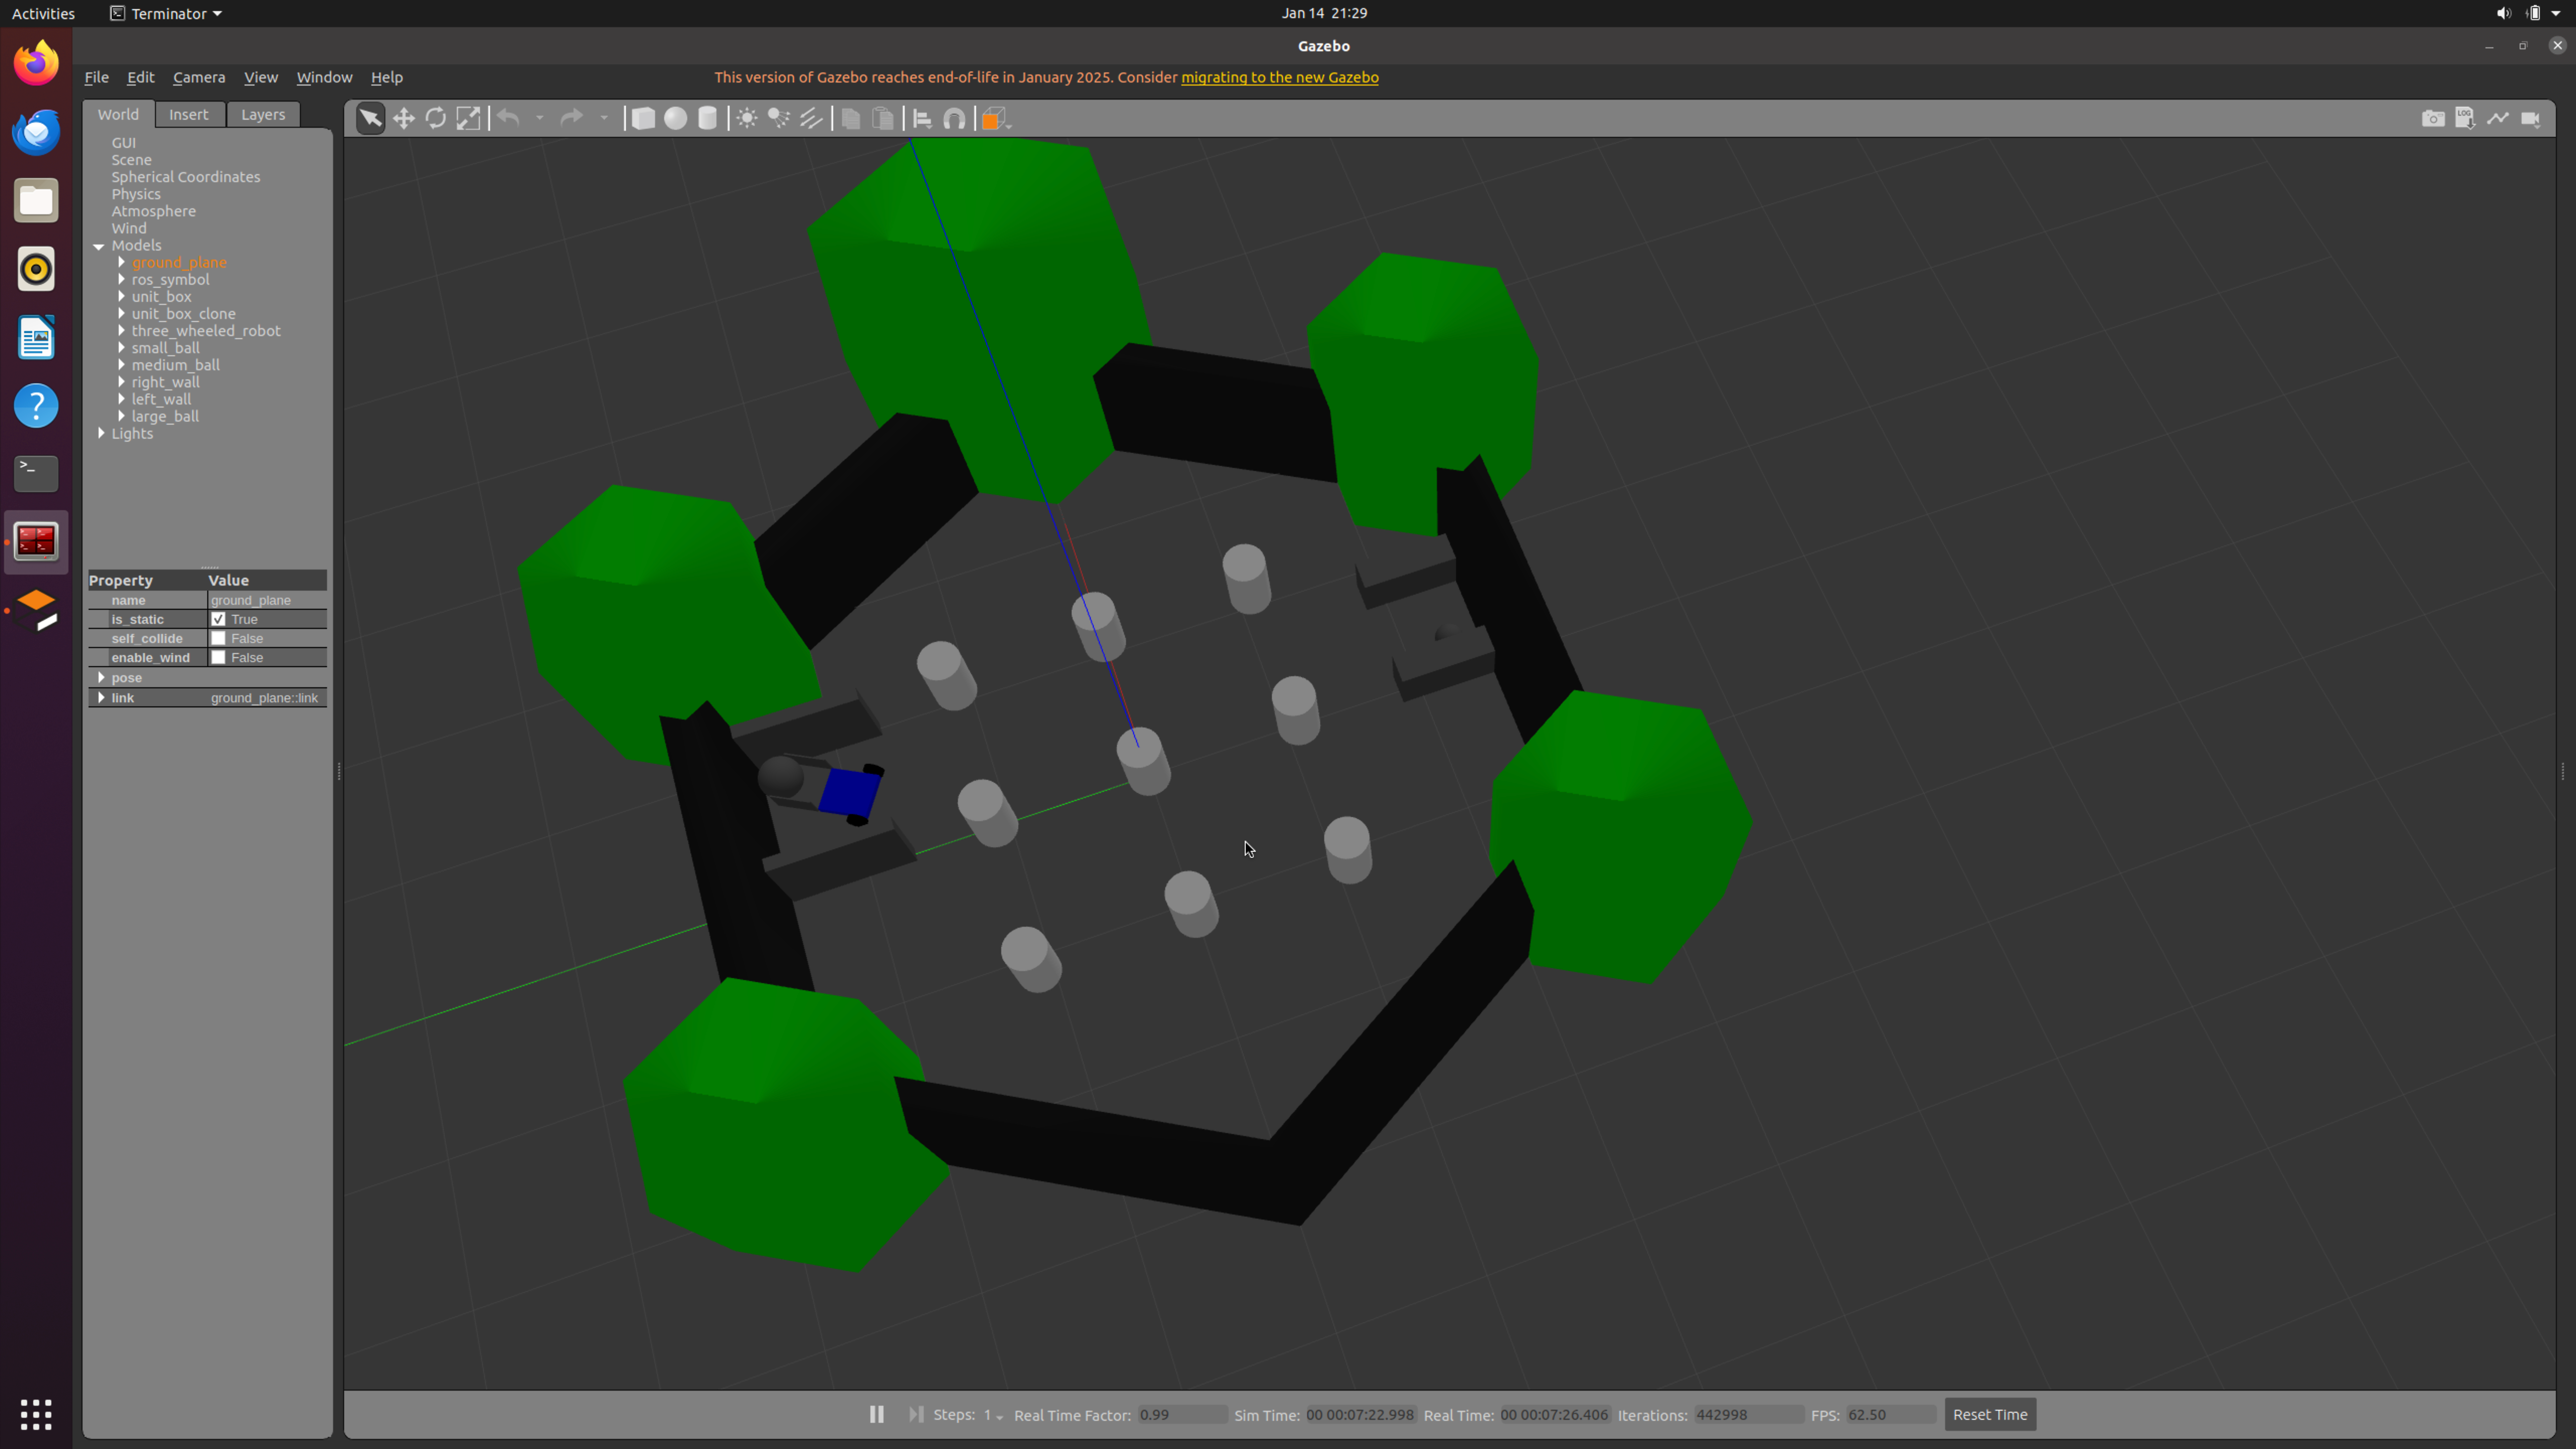 Activities Terminator Jan 14 21:29
Gazebo
File Edit Camera View Window Help This version of Gazebo reaches end-of-life in January 2025. Consider migrating to the new Gazebo
World Insert Layers
LOG
GUI
Scene
Spherical Coordinates
Physics
Atmosphere
Wind
Models
ground_plane
ros_symbol
unit_box
unit_box_clone
three_wheeled_robot
small_ball
medium_ball
right_wall
left_wall
large_ball
Lights
Property Value
name ground_plane
is_static True
self_collide False
enable_wind False
pose
link ground_plane::link
Steps: 1 Real Time Factor: 0.99 Sim Time: 00 00:07:22.998 Real Time: 00 00:07:26.406 Iterations: 442998 FPS: 62.50 Reset Time